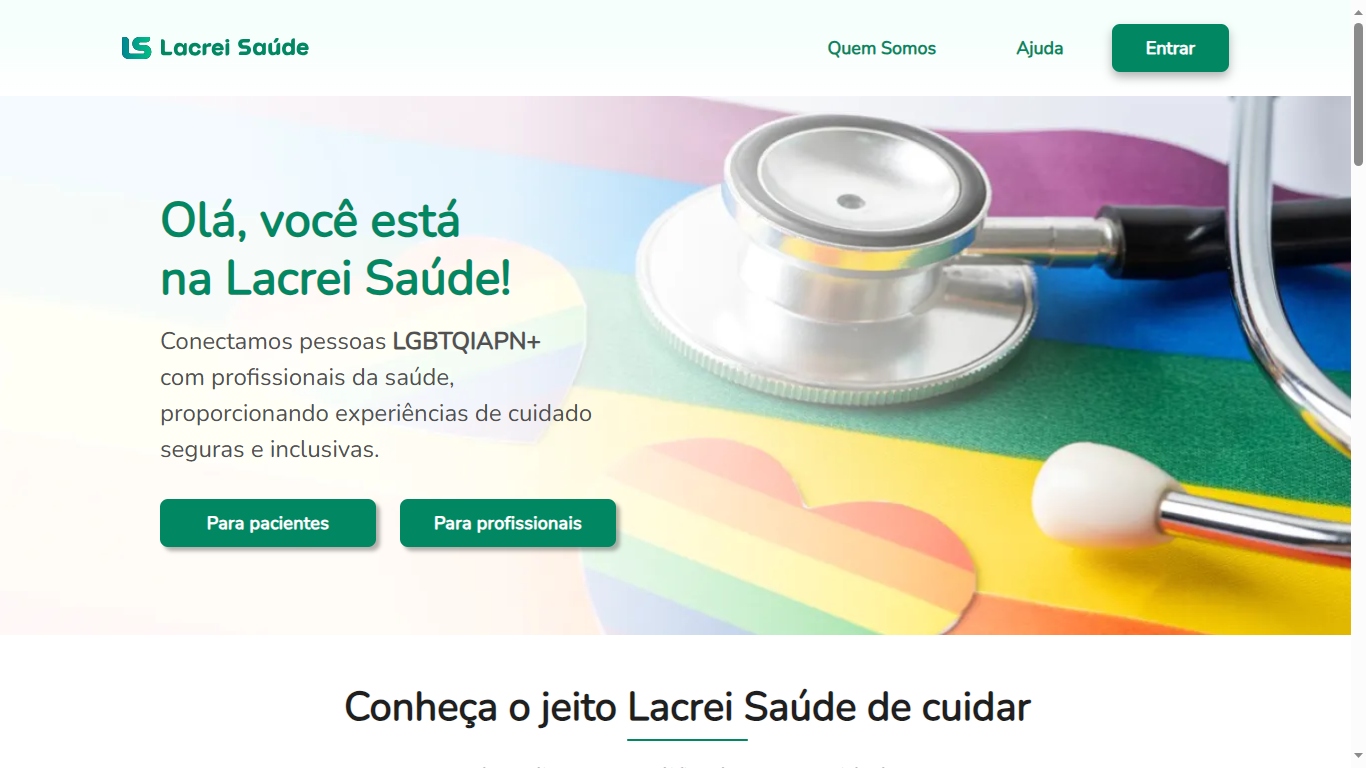 LS Lacrei Saúde
Quem Somos
Ajuda
Entrar
Olá, você está
na Lacrei Saúde!
Conectamos pessoas LGBTQIAPN+
com profissionais da saúde,
proporcionando experiências de cuidado
seguras e inclusivas.
Para pacientes
Para profissionais
Conheça o jeito Lacrei Saúde de cuidar